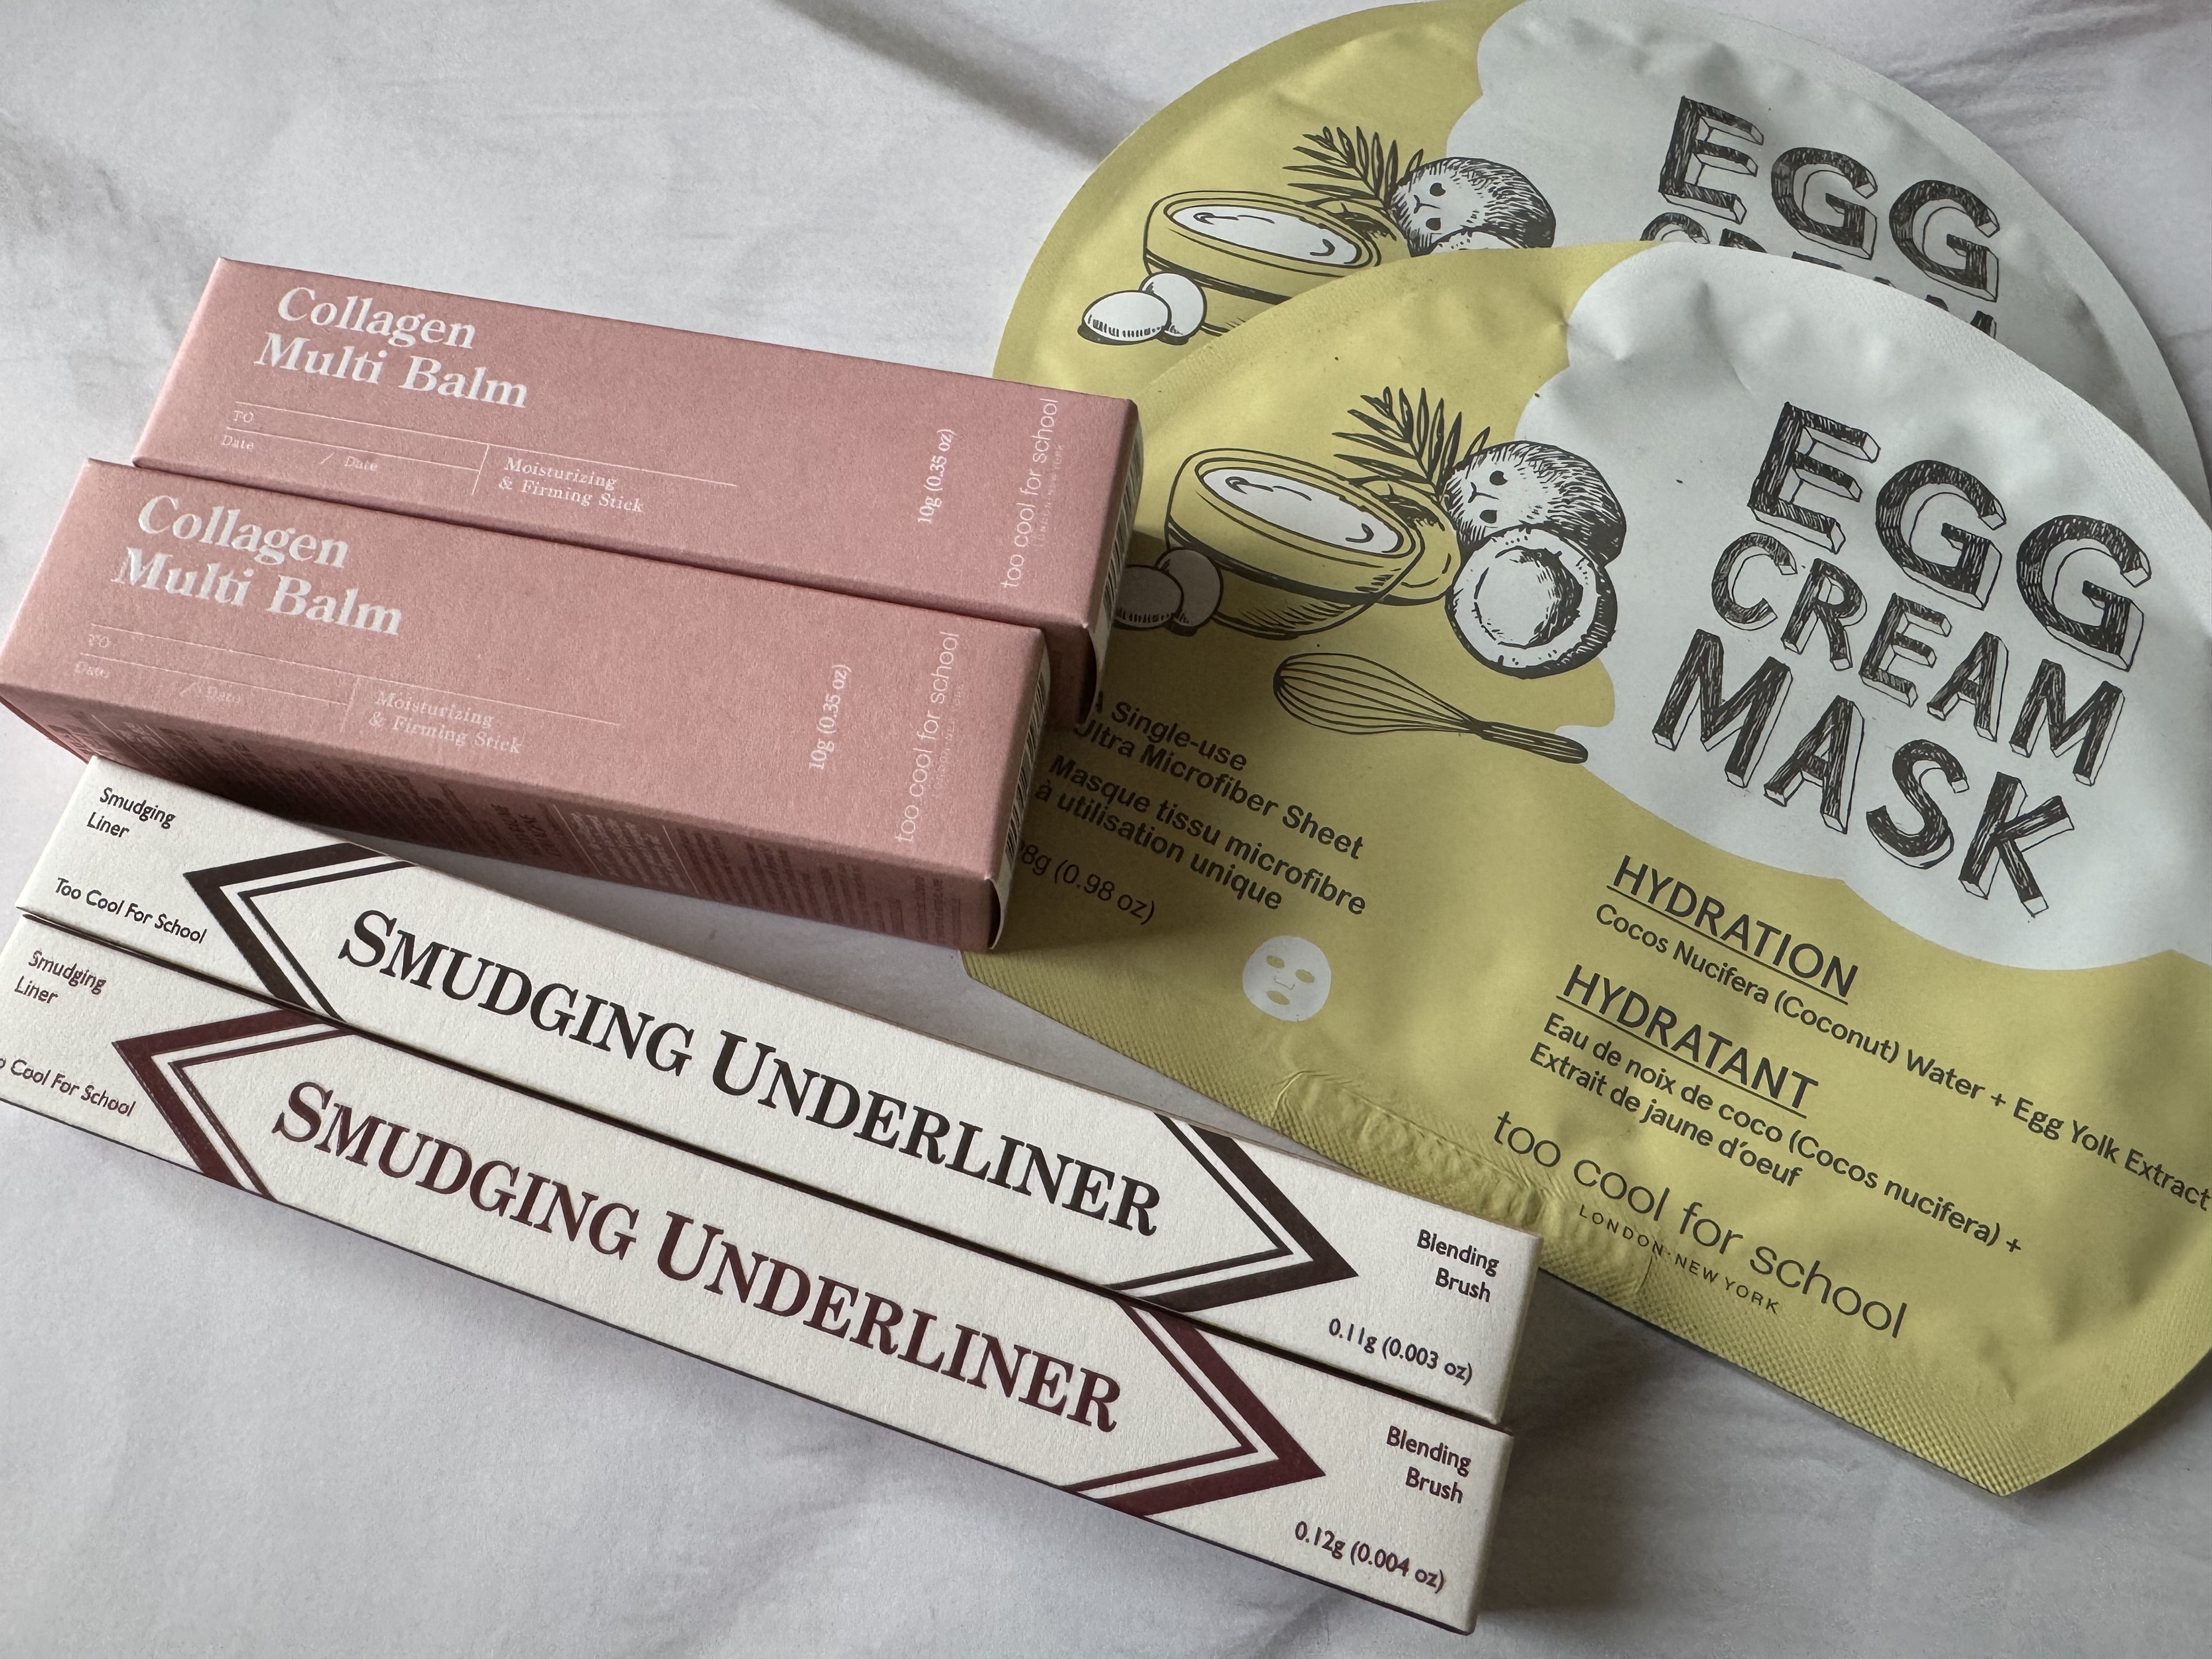 Collagen
Multi Balm
TO
Date / Date
Moisturizing
& Firming Stick
10g (0.35 oz)
too cool for school
LONDON · NEW YORK
Collagen
Multi Balm
TO
Date / Date
Moisturizing
& Firming Stick
10g (0.35 oz)
too cool for school
Smudging
Liner
Too Cool For School
SMUDGING UNDERLINER
Blending
Brush
0.11g (0.003 oz)
Smudging
Liner
Cool For School
SMUDGING UNDERLINER
Blending
Brush
0.12g (0.004 oz)
EGG
CREAM
EGG
CREAM
MASK
A Single-use
Ultra Microfiber Sheet
Masque tissu microfibre
à utilisation unique
8g (0.98 oz)
HYDRATION
Cocos Nucifera (Coconut) Water + Egg Yolk Extract
HYDRATANT
Eau de noix de coco (Cocos nucifera) +
Extrait de jaune d'oeuf
too cool for school
LONDON · NEW YORK